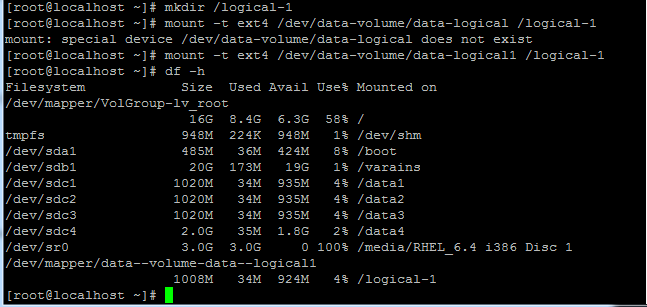 [root@localhost ~]# mkdir /logical-1
[root@localhost ~]# mount -t ext4 /dev/data-volume/data-logical /logical-1
mount: special device /dev/data-volume/data-logical does not exist
[root@localhost ~]# mount -t ext4 /dev/data-volume/data-logical1 /logical-1
[root@localhost ~]# df -h
Filesystem            Size  Used Avail Use% Mounted on
/dev/mapper/VolGroup-lv_root
                       16G  8.4G  6.3G  58% /
tmpfs                 948M  224K  948M   1% /dev/shm
/dev/sda1             485M   36M  424M   8% /boot
/dev/sdb1              20G  173M   19G   1% /varains
/dev/sdc1            1020M   34M  935M   4% /data1
/dev/sdc2            1020M   34M  935M   4% /data2
/dev/sdc3            1020M   34M  935M   4% /data3
/dev/sdc4             2.0G   35M  1.8G   2% /data4
/dev/sr0              3.0G  3.0G     0 100% /media/RHEL_6.4 i386 Disc 1
/dev/mapper/data--volume-data--logical1
                     1008M   34M  924M   4% /logical-1
[root@localhost ~]#